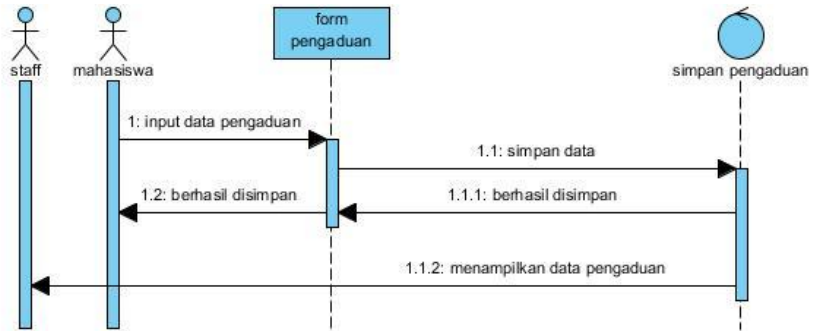 form
pengaduan
staff
mahasiswa
simpan pengaduan
1: input data pengaduan
1.1: simpan data
1.2: berhasil disimpan
1.1.1: berhasil disimpan
1.1.2: menampilkan data pengaduan